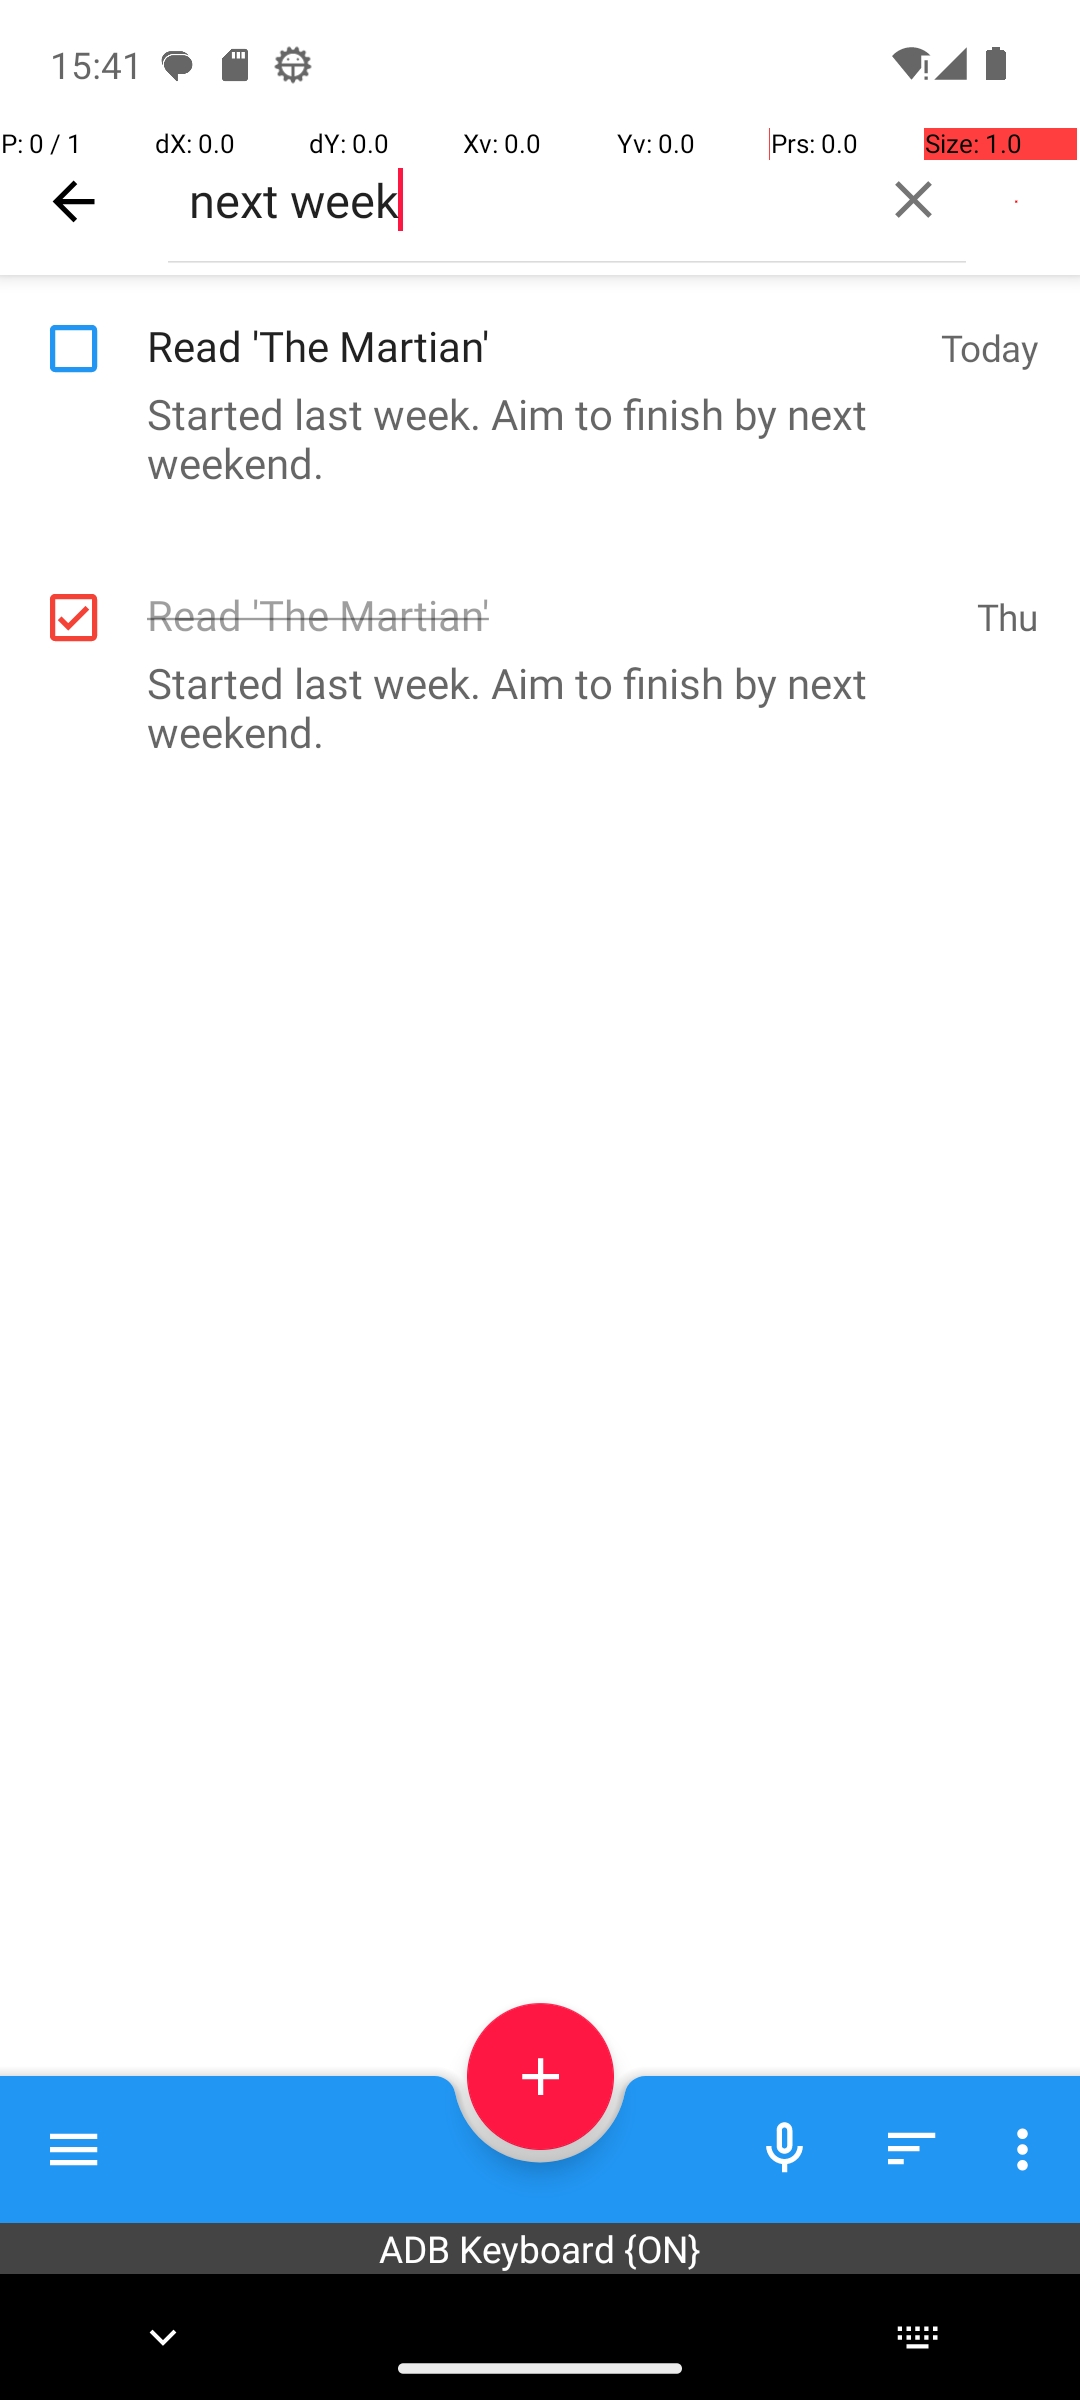 15:41
P: 0 / 1 dX: 0.0 dY: 0.0 Xv: 0.0 Yv: 0.0 Prs: 0.0 Size: 1.0
next week
Read 'The Martian' Today
Started last week. Aim to finish by next
weekend.
Read 'The Martian' Thu
Started last week. Aim to finish by next
weekend.
ADB Keyboard {ON}